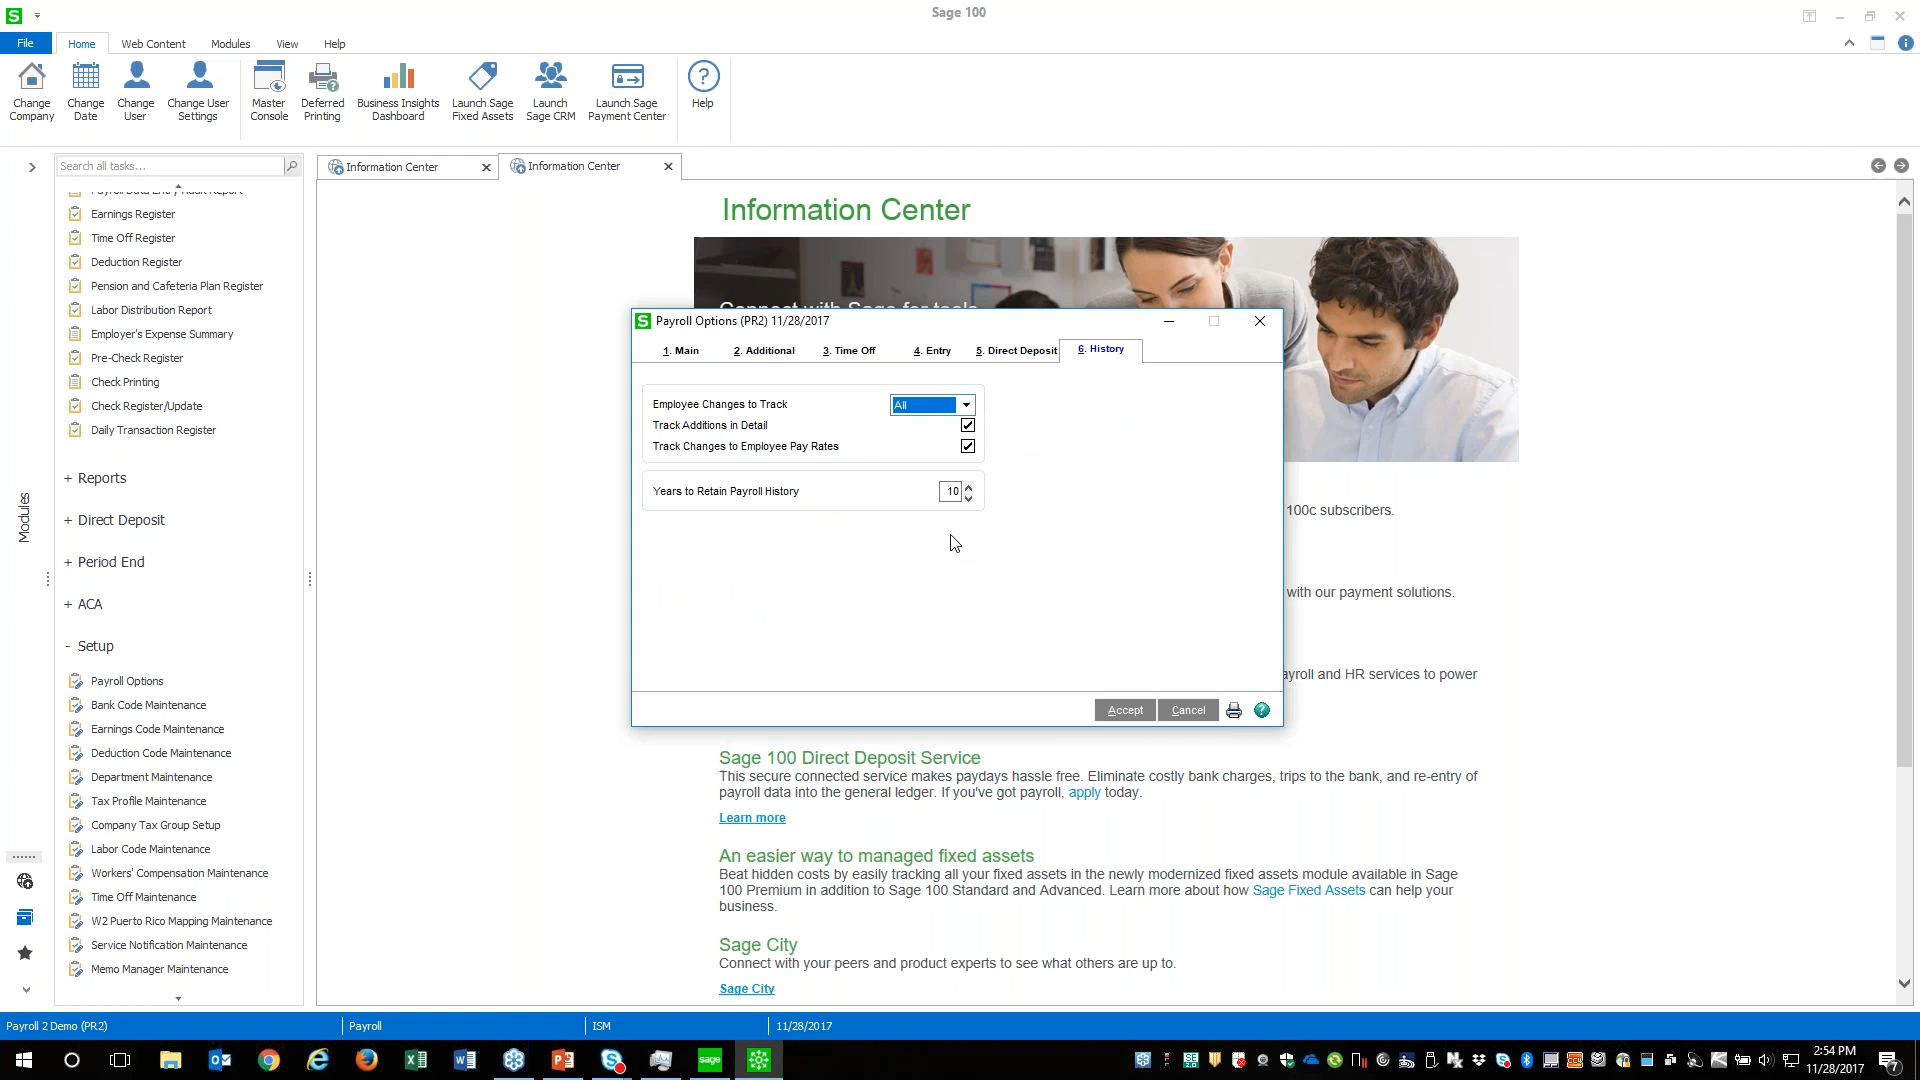 Sage 100
File
Home
Web Content
Modules
View
Help
Change Company
Change Date
Change User
Change User Settings
Master Console
Deferred Printing
Business Insights Dashboard
Launch Sage Fixed Assets
Launch Sage CRM
Launch Sage Payment Center
Help
Search all tasks...
Information Center
Information Center
Modules
Payroll Data Entry Audit Report
Earnings Register
Time Off Register
Deduction Register
Pension and Cafeteria Plan Register
Labor Distribution Report
Employer's Expense Summary
Pre-Check Register
Check Printing
Check Register/Update
Daily Transaction Register
+ Reports
+ Direct Deposit
+ Period End
+ ACA
- Setup
Payroll Options
Bank Code Maintenance
Earnings Code Maintenance
Deduction Code Maintenance
Department Maintenance
Tax Profile Maintenance
Company Tax Group Setup
Labor Code Maintenance
Workers' Compensation Maintenance
Time Off Maintenance
W2 Puerto Rico Mapping Maintenance
Service Notification Maintenance
Memo Manager Maintenance
Information Center
Connect with Sage for tools
Payroll Options (PR2) 11/28/2017
1. Main
2. Additional
3. Time Off
4. Entry
5. Direct Deposit
6. History
Employee Changes to Track
All
Track Additions in Detail
Track Changes to Employee Pay Rates
Years to Retain Payroll History
10
Accept
Cancel
100c subscribers.
with our payment solutions.
ayroll and HR services to power
Sage 100 Direct Deposit Service
This secure connected service makes paydays hassle free. Eliminate costly bank charges, trips to the bank, and re-entry of
payroll data into the general ledger. If you've got payroll, apply today.
Learn more
An easier way to managed fixed assets
Beat hidden costs by easily tracking all your fixed assets in the newly modernized fixed assets module available in Sage
100 Premium in addition to Sage 100 Standard and Advanced. Learn more about how Sage Fixed Assets can help your
business.
Sage City
Connect with your peers and product experts to see what others are up to.
Sage City
Payroll 2 Demo (PR2)
Payroll
ISM
11/28/2017
sage
2:54 PM
11/28/2017
7